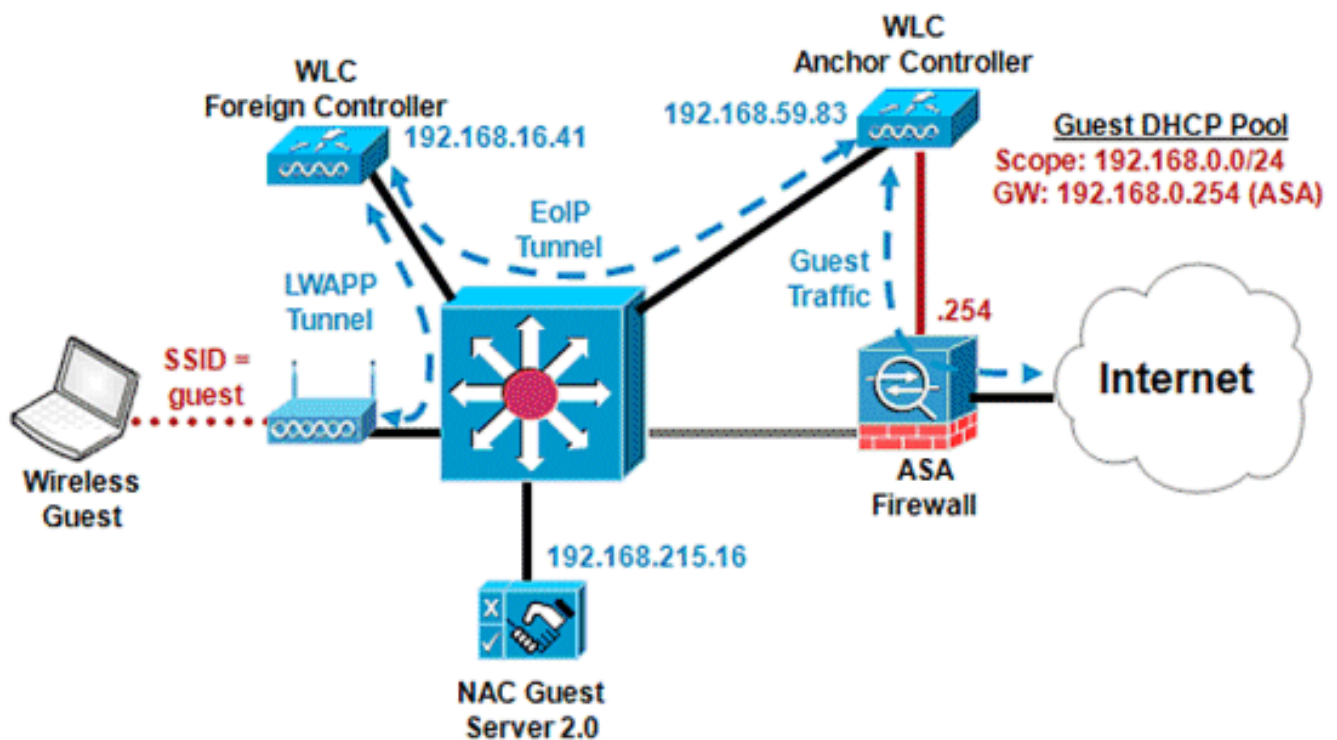 WLC
Foreign Controller
192.168.16.41
WLC
Anchor Controller
192.168.59.83
Guest DHCP Pool
Scope: 192.168.0.0/24
GW: 192.168.0.254 (ASA)
EoIP
Tunnel
LWAPP
Tunnel
Guest
Traffic
.254
SSID =
guest
Internet
Wireless
Guest
ASA
Firewall
192.168.215.16
X
NAC Guest
Server 2.0